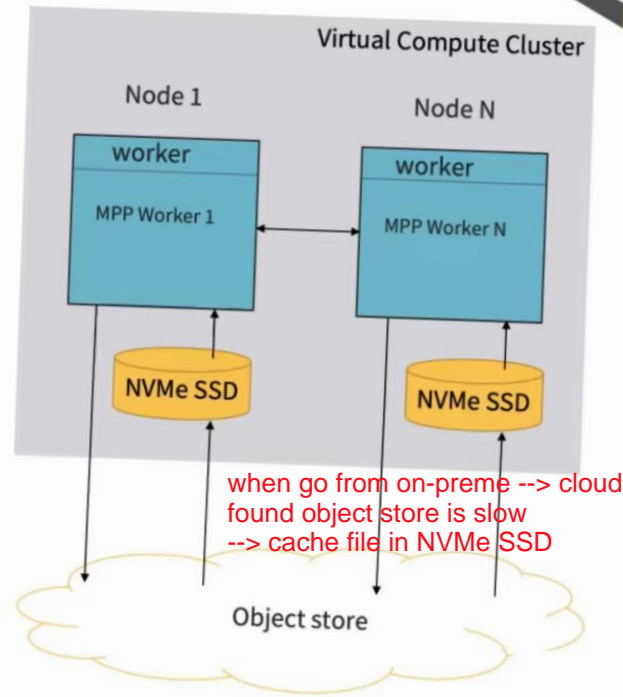 Virtual Compute Cluster
Node 1
Node N
worker
worker
MPP Worker 1
MPP Worker N
NVMe SSD
NVMe SSD
when go from on-preme --> cloud
found object store is slow
--> cache file in NVMe SSD
Object store